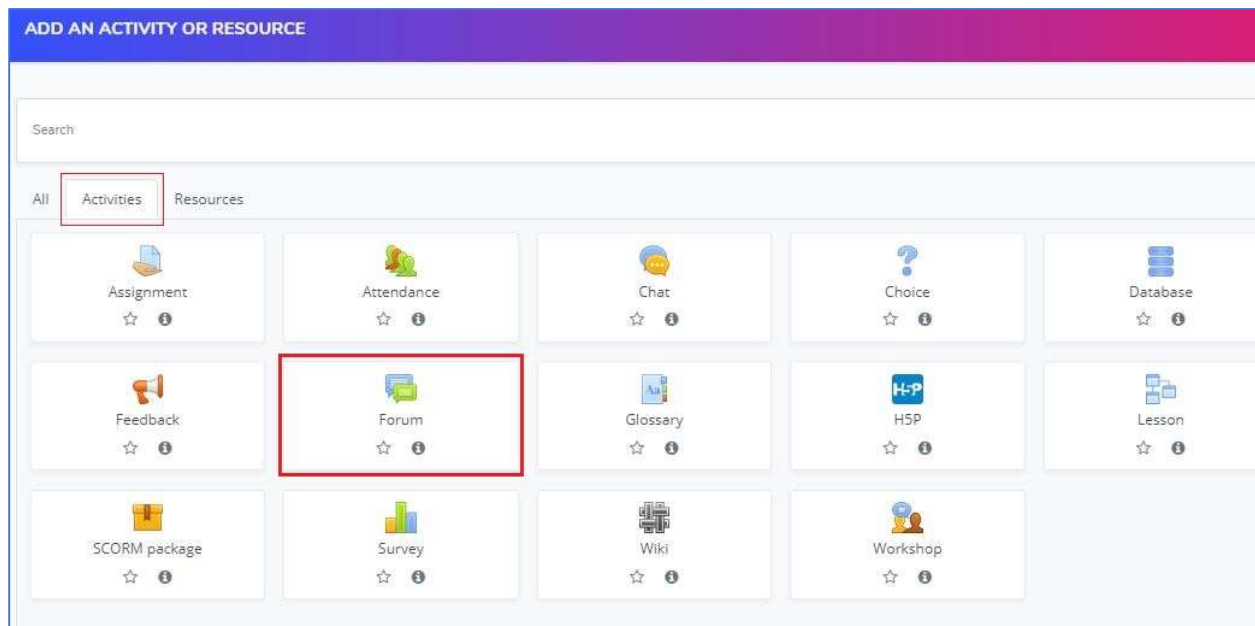 ADD AN ACTIVITY OR RESOURCE
Search
All Activities Resources
Assignment Attendance Chat Choice Database
Feedback Forum Glossary H5P Lesson
SCORM package Survey Wiki Workshop